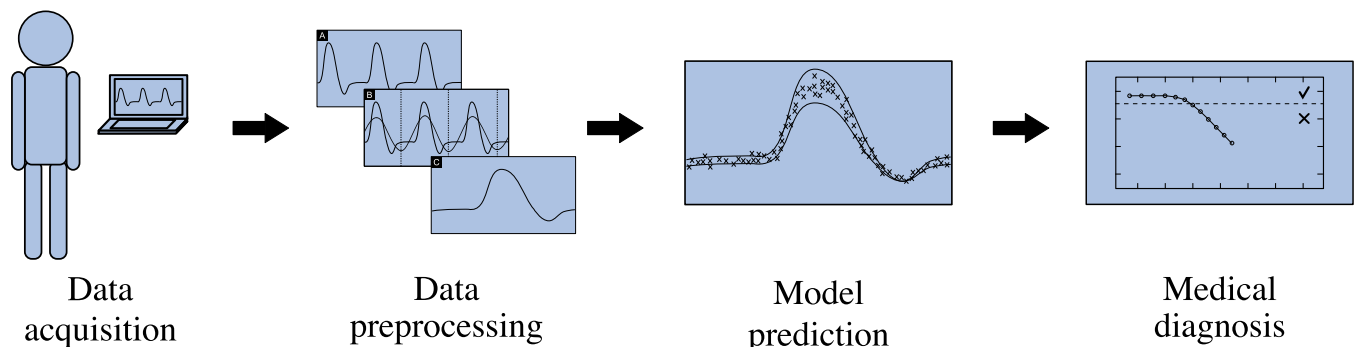 A
B
C
Data
acquisition
Data
preprocessing
Model
prediction
Medical
diagnosis